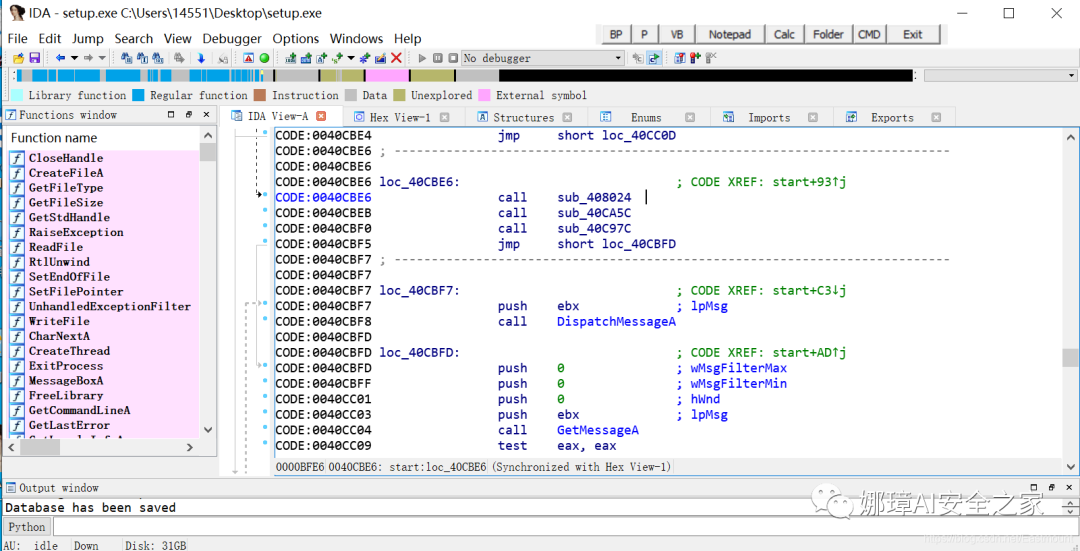 IDA - setup.exe C:\Users\14551\Desktop\setup.exe
File Edit Jump Search View Debugger Options Windows Help
BP P VB Notepad Calc Folder CMD Exit
No debugger
Library function Regular function Instruction Data Unexplored External symbol
Functions window
IDA View-A Hex View-1 Structures Enums Imports Exports
Function name
CloseHandle
CreateFileA
GetFileType
GetFileSize
GetStdHandle
RaiseException
ReadFile
RtlUnwind
SetEndOfFile
SetFilePointer
UnhandledExceptionFilter
WriteFile
CharNextA
CreateThread
ExitProcess
MessageBoxA
FreeLibrary
GetCommandLineA
GetLastError
CODE:0040CBE4 jmp short loc_40CC0D
CODE:0040CBE6 ; ---------------------------------------------------------------------------
CODE:0040CBE6
CODE:0040CBE6 loc_40CBE6: ; CODE XREF: start+93↑j
CODE:0040CBE6 call sub_408024
CODE:0040CBEB call sub_40CA5C
CODE:0040CBF0 call sub_40C97C
CODE:0040CBF5 jmp short loc_40CBFD
CODE:0040CBF7 ; ---------------------------------------------------------------------------
CODE:0040CBF7
CODE:0040CBF7 loc_40CBF7: ; CODE XREF: start+C3↓j
CODE:0040CBF7 push ebx ; lpMsg
CODE:0040CBF8 call DispatchMessageA
CODE:0040CBFD
CODE:0040CBFD loc_40CBFD: ; CODE XREF: start+AD↑j
CODE:0040CBFD push 0 ; wMsgFilterMax
CODE:0040CBFF push 0 ; wMsgFilterMin
CODE:0040CC01 push 0 ; hWnd
CODE:0040CC03 push ebx ; lpMsg
CODE:0040CC04 call GetMessageA
CODE:0040CC09 test eax, eax
0000BFE6 0040CBE6: start:loc_40CBE6 (Synchronized with Hex View-1)
Output window
Database has been saved
Python
娜璋AI安全之家
AU: idle Down Disk: 31GB